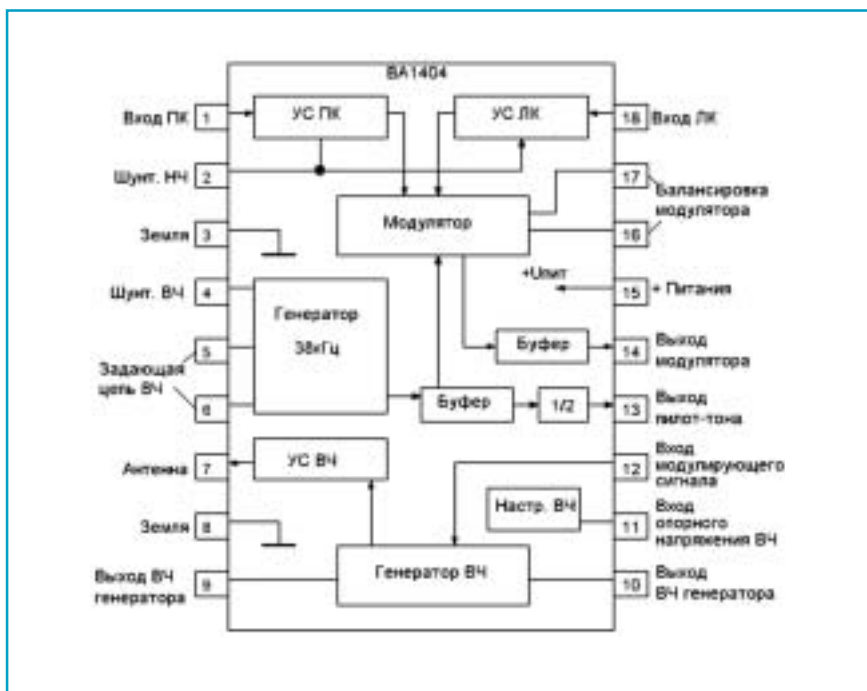 BA1404
Вход ПК
1
УС ПК
УС ЛК
18
Вход ЛК
Шунт. НЧ
2
17
Балансировка
модулятора
Земля
3
Модулятор
16
+Uпит
15
+ Питания
Шунт. ВЧ
4
Генератор
38кГц
5
Задающая
цепь ВЧ
6
Буфер
14
Выход
модулятора
Буфер
1/2
13
Выход
пилот-тона
Антенна
7
УС ВЧ
12
Вход
модулирующего
сигнала
Настр. ВЧ
11
Вход
опорного
напряжения ВЧ
Земля
8
Выход ВЧ
генератора
9
Генератор ВЧ
10
Выход
ВЧ генератора